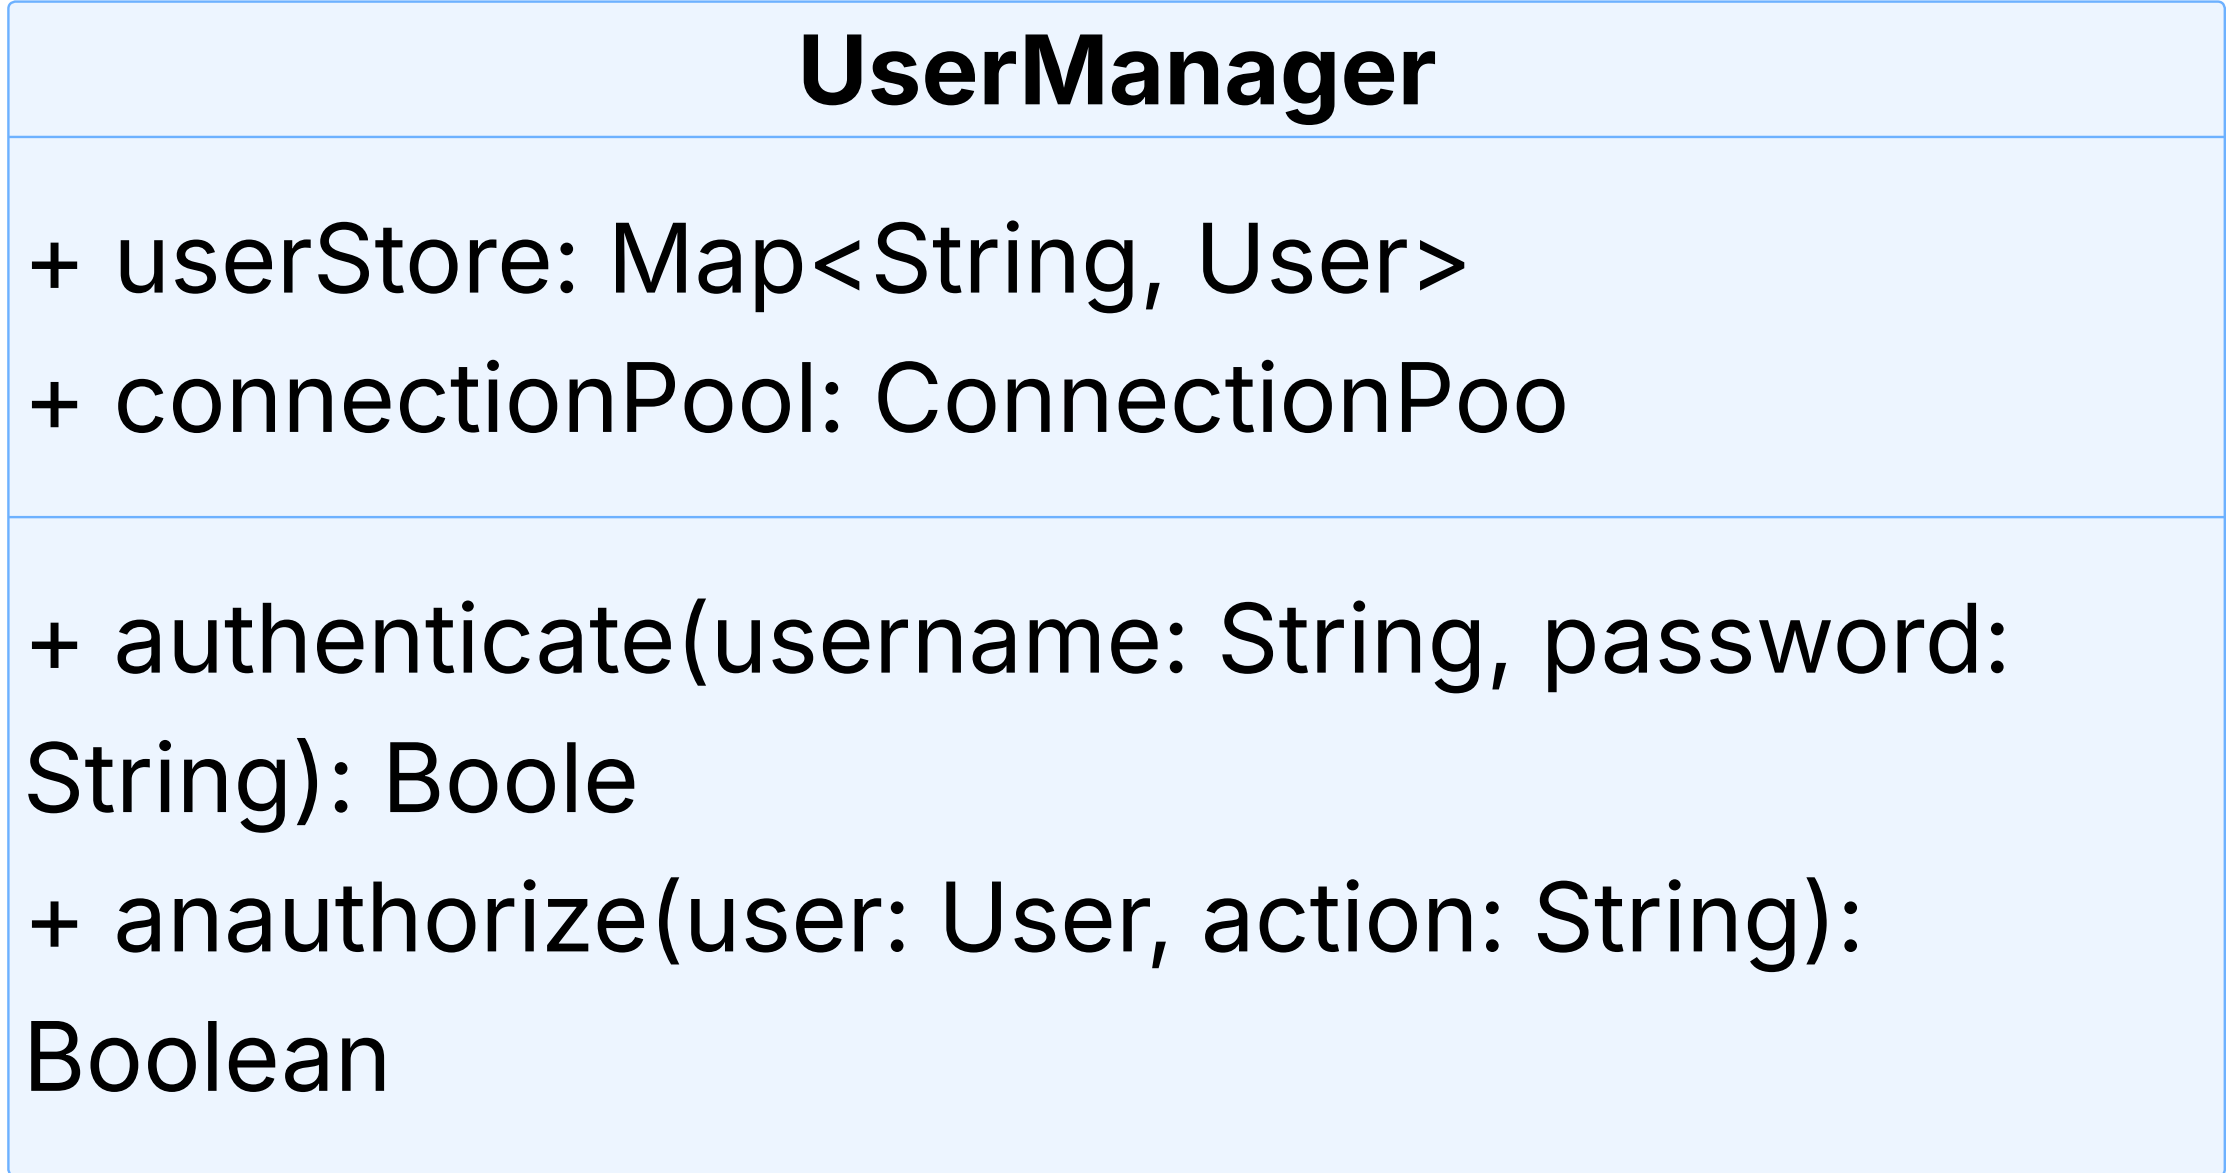 UserManager
+ userStore: Map<String, User>
+ connectionPool: ConnectionPoo
+ authenticate(username: String, password:
String): Boole
+ anauthorize(user: User, action: String):
Boolean